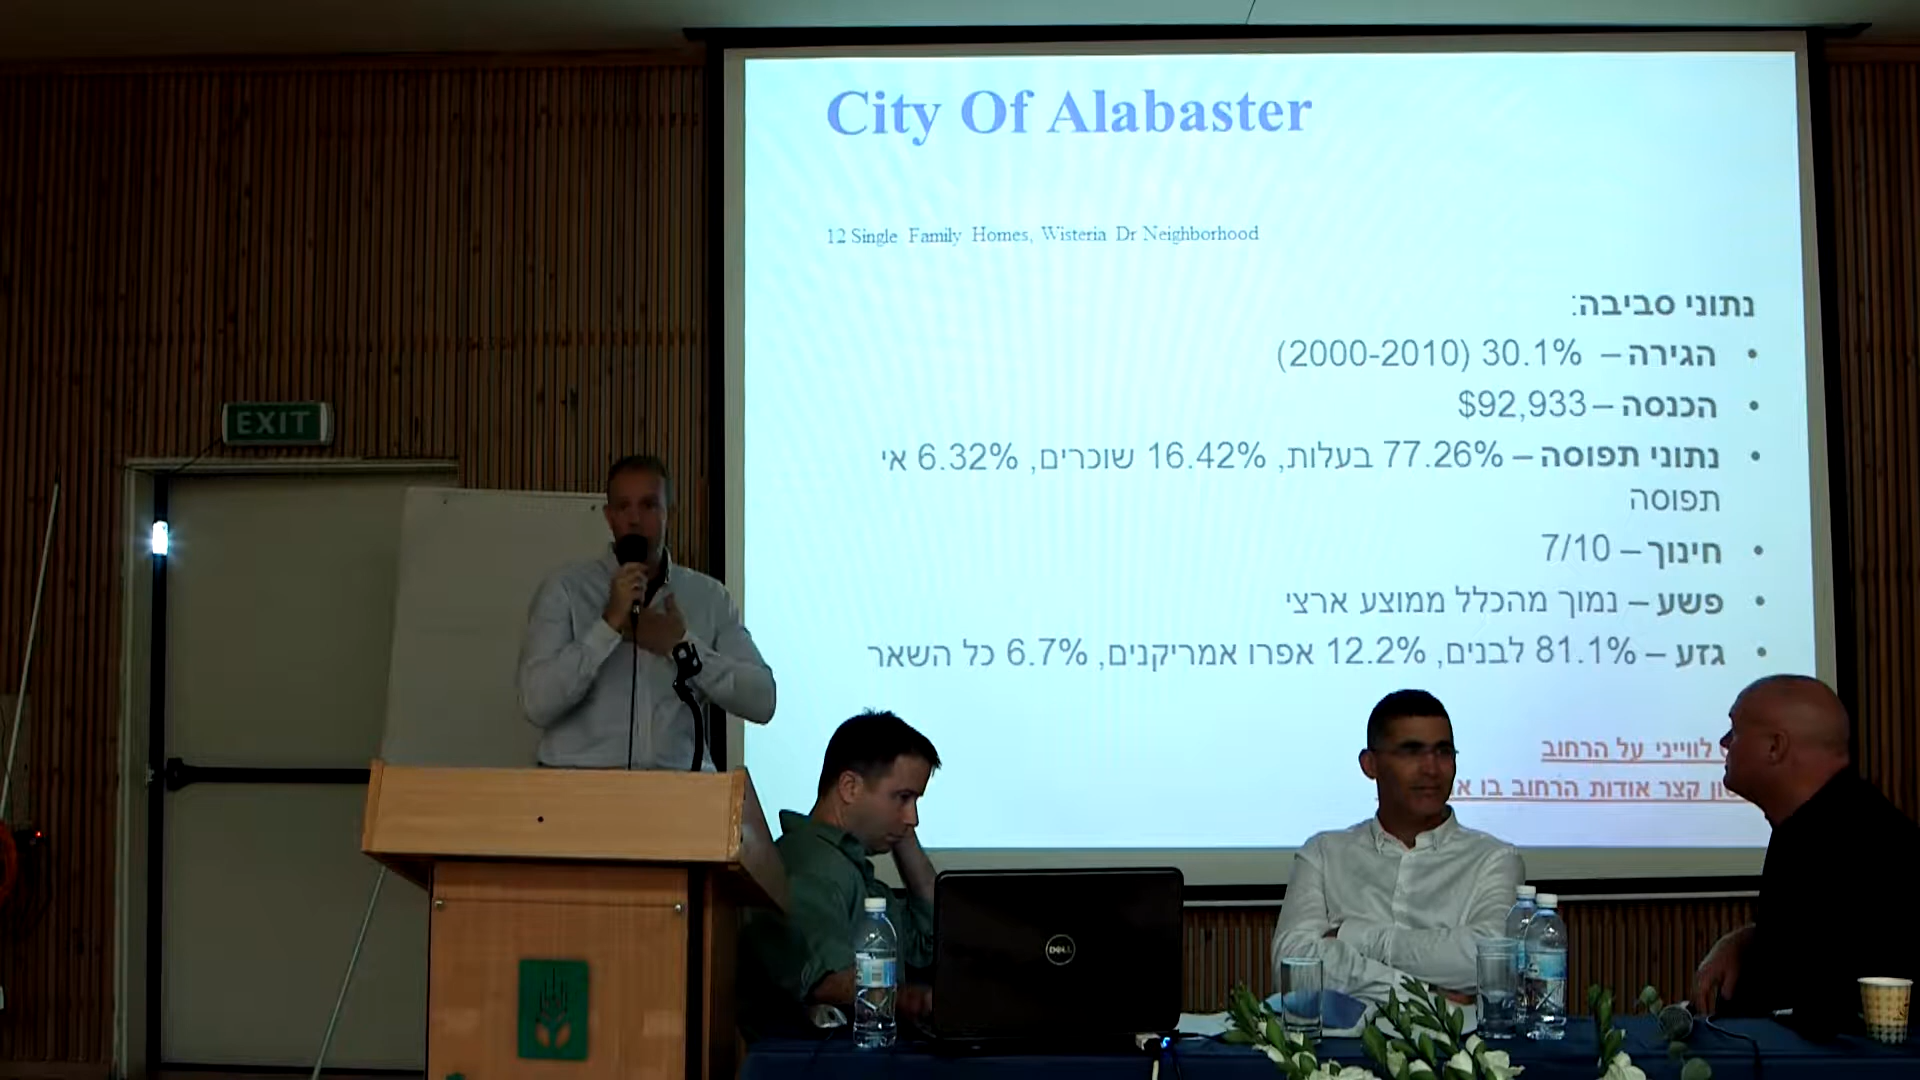 City Of Alabaster
12 Single Family Homes, Wisteria Dr Neighborhood
נתוני סביבה:
• הגירה – 30.1% (2000-2010)
• הכנסה – $92,933
• נתוני תפוסה – 77.26% בעלות, 16.42% שוכרים, 6.32% אי
תפוסה
• חינוך – 7/10
• פשע – נמוך מהכלל ממוצע ארצי
• גזע – 81.1% לבנים, 12.2% אפרו אמריקנים, 6.7% כל השאר
לווייני על הרחוב
קצר אודות הרחוב בו
EXIT
DELL